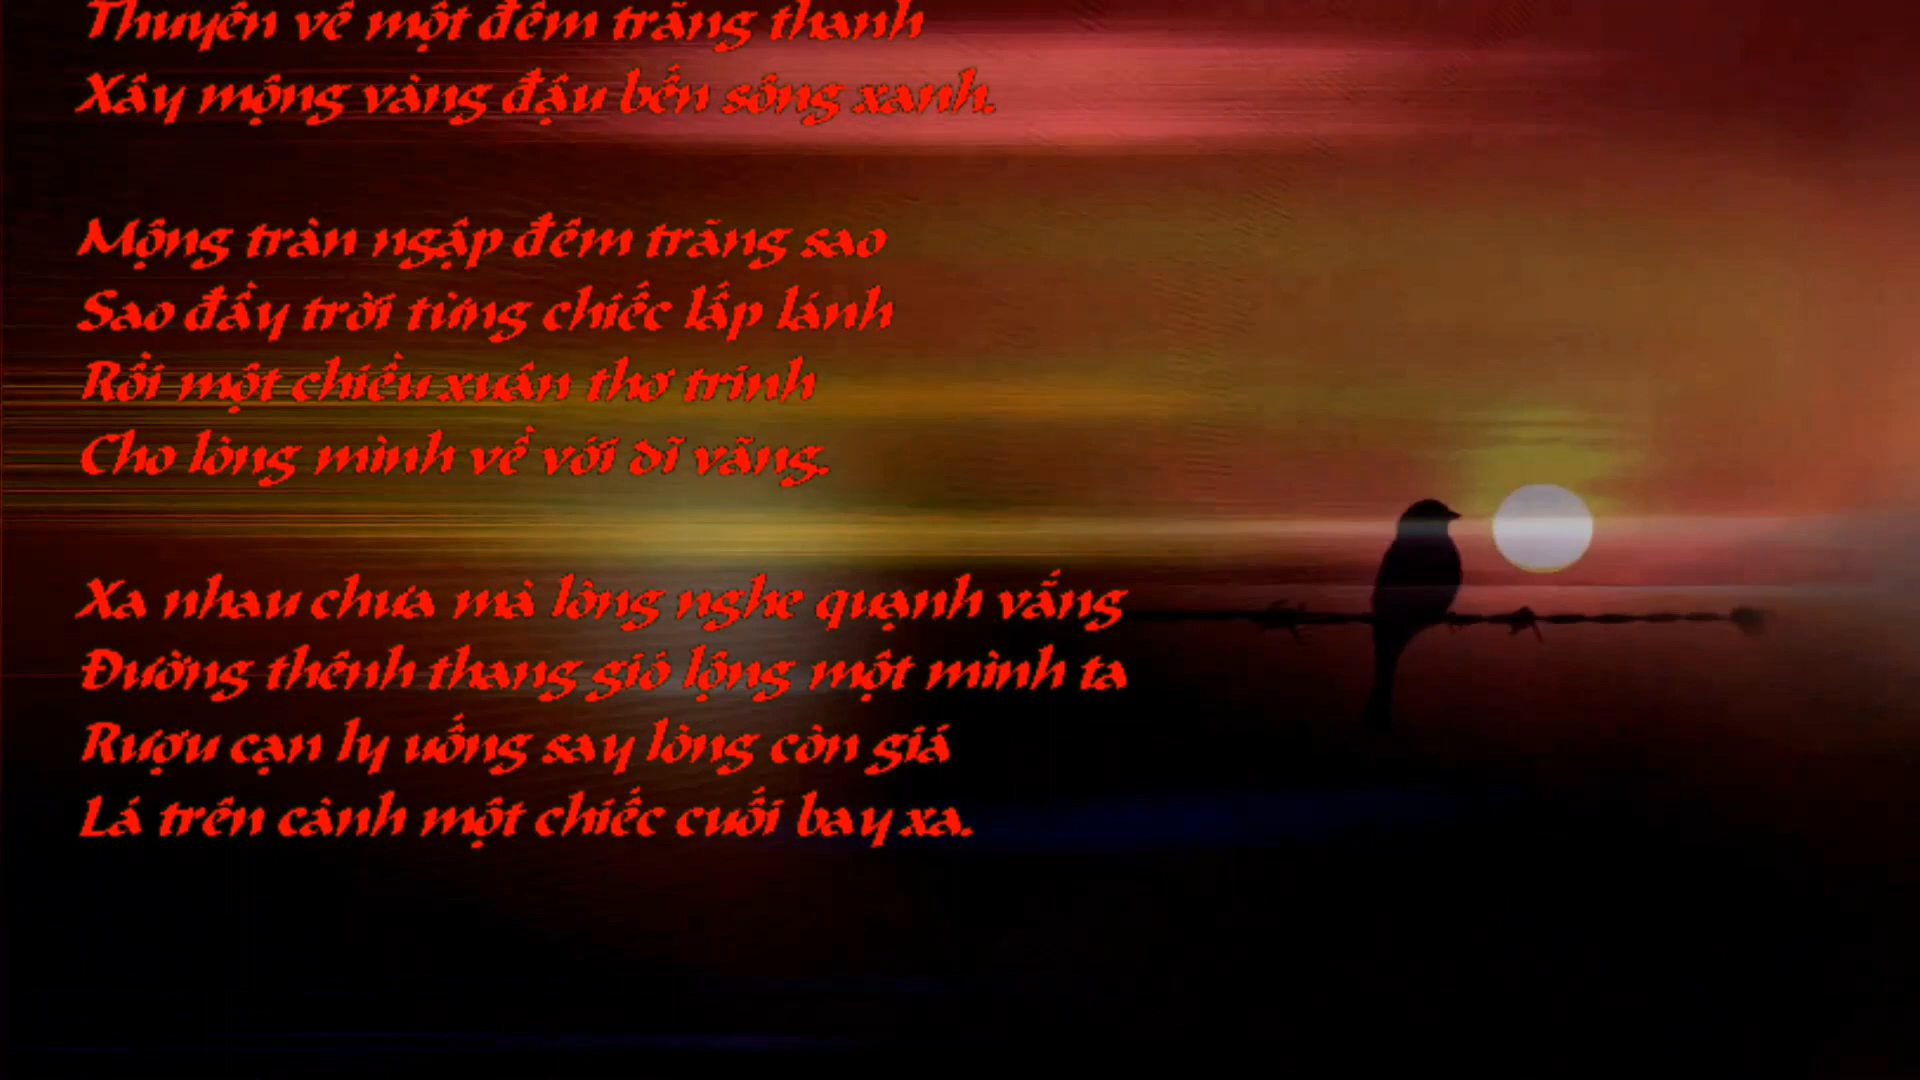 Thuyền về một đêm trăng thanh
Xây mộng vàng đậu bến sông xanh.
Mộng tràn ngập đêm trăng sao
Sao đầy trời từng chiếc lấp lánh
Rồi một chiều xuân thơ trinh
Cho lòng mình về với dĩ vãng.
Xa nhau chưa mà lòng nghe quạnh vắng
Đường thênh thang gió lộng một mình ta
Rượu cạn ly uống say lòng còn giá
Lá trên cành một chiếc cuối bay xa.